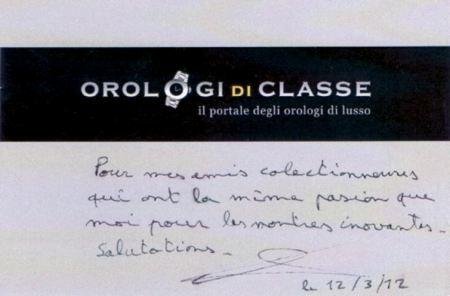 OROLOGI DI CLASSE
il portale degli orologi di lusso
Pour mes amis colectionneures
qui ont la même pasion que
moi pour les montres inovantes.
Salutations.
le 12/3/12